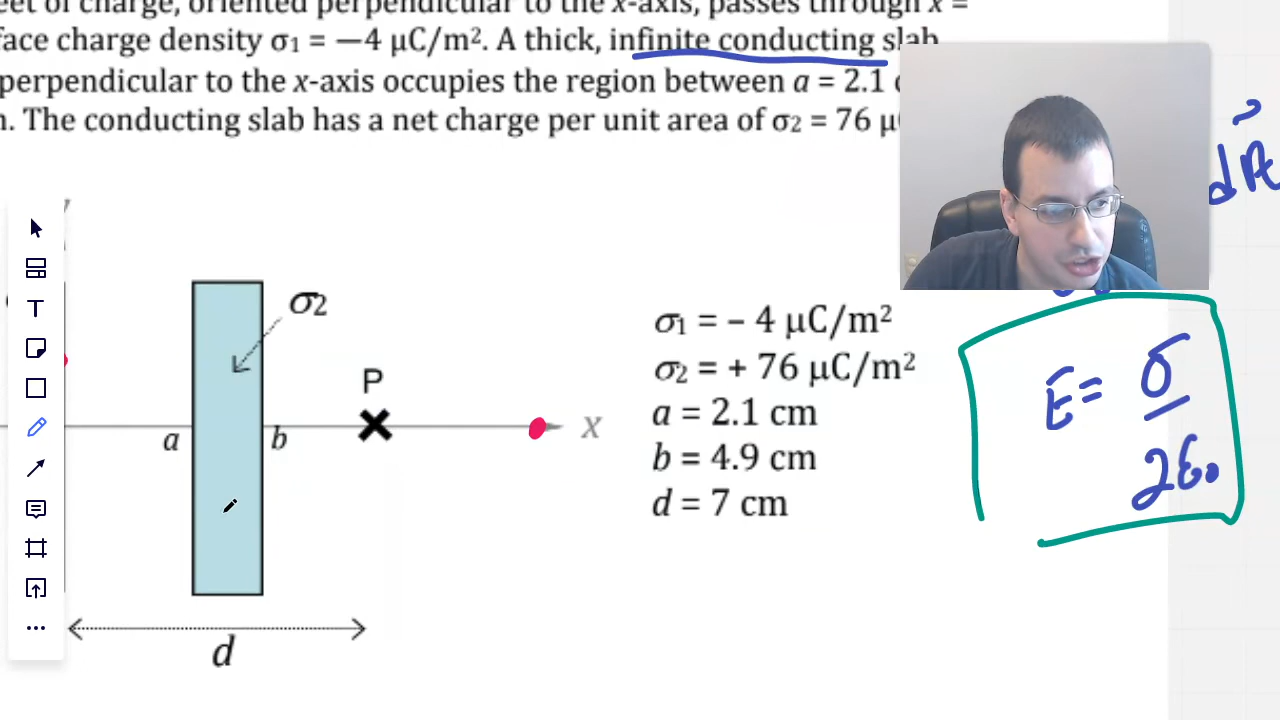 eet of charge, oriented perpendicular to the x-axis, passes through x =
face charge density σ1 = −4 μC/m². A thick, infinite conducting slab
perpendicular to the x-axis occupies the region between a = 2.1
. The conducting slab has a net charge per unit area of σ2 = 76 μ
dA
σ2
P
a
b
x
d
σ1 = – 4 μC/m²
σ2 = + 76 μC/m²
a = 2.1 cm
b = 4.9 cm
d = 7 cm
E = σ
2ε₀
T